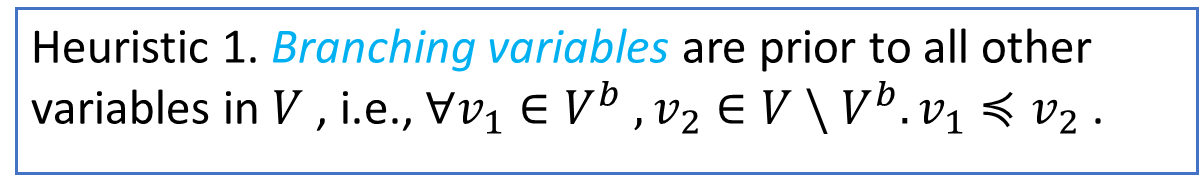 Heuristic 1. Branching variables are prior to all other
variables in V , i.e., ∀v₁ ∈ Vᵇ , v₂ ∈ V \ Vᵇ. v₁ ≼ v₂ .